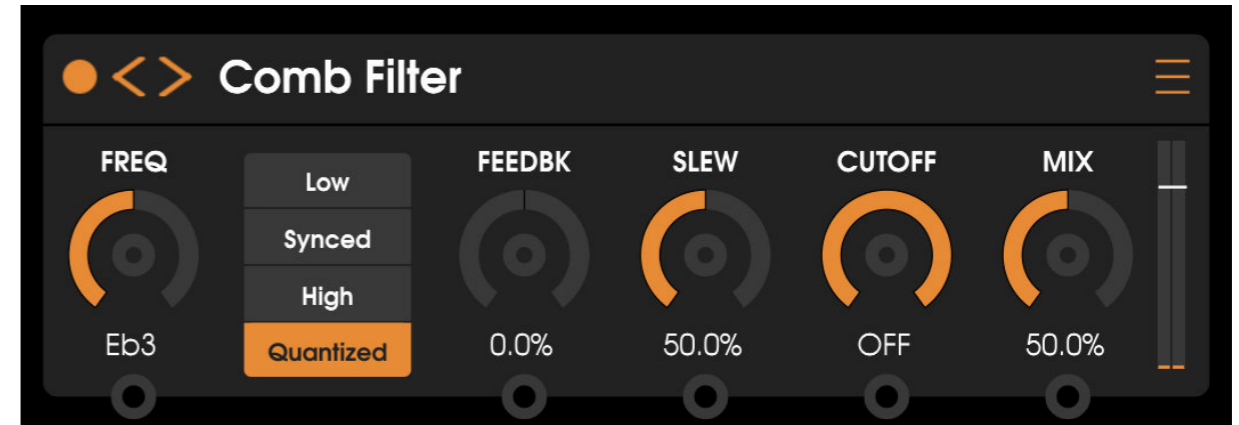 Comb Filter
FREQ
Low
Synced
High
Quantized
FEEDBK
SLEW
CUTOFF
MIX
Eb3
0.0%
50.0%
OFF
50.0%